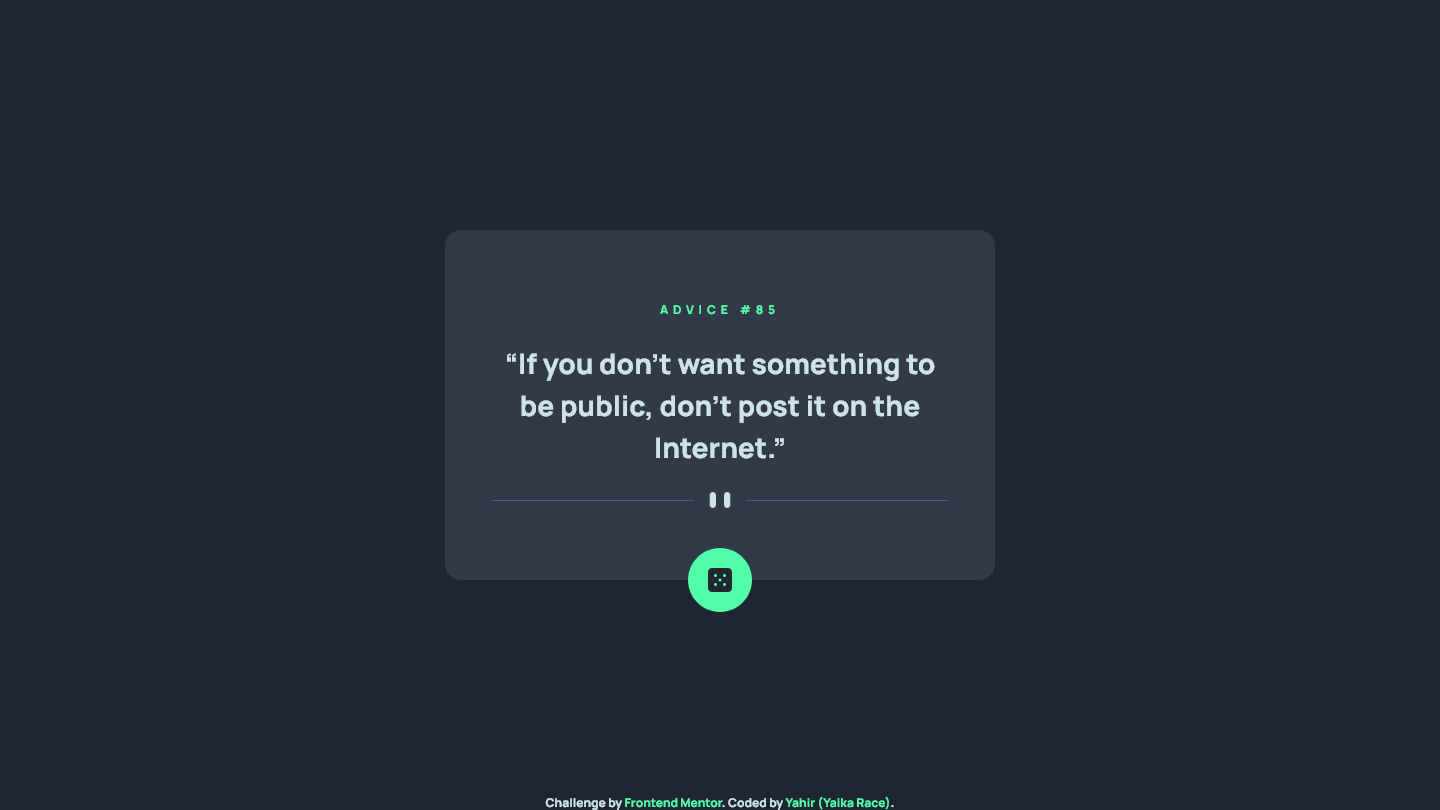 ADVICE #85
“If you don’t want something to
be public, don’t post it on the
Internet.”
Challenge by Frontend Mentor. Coded by Yahir (Yaika Race).